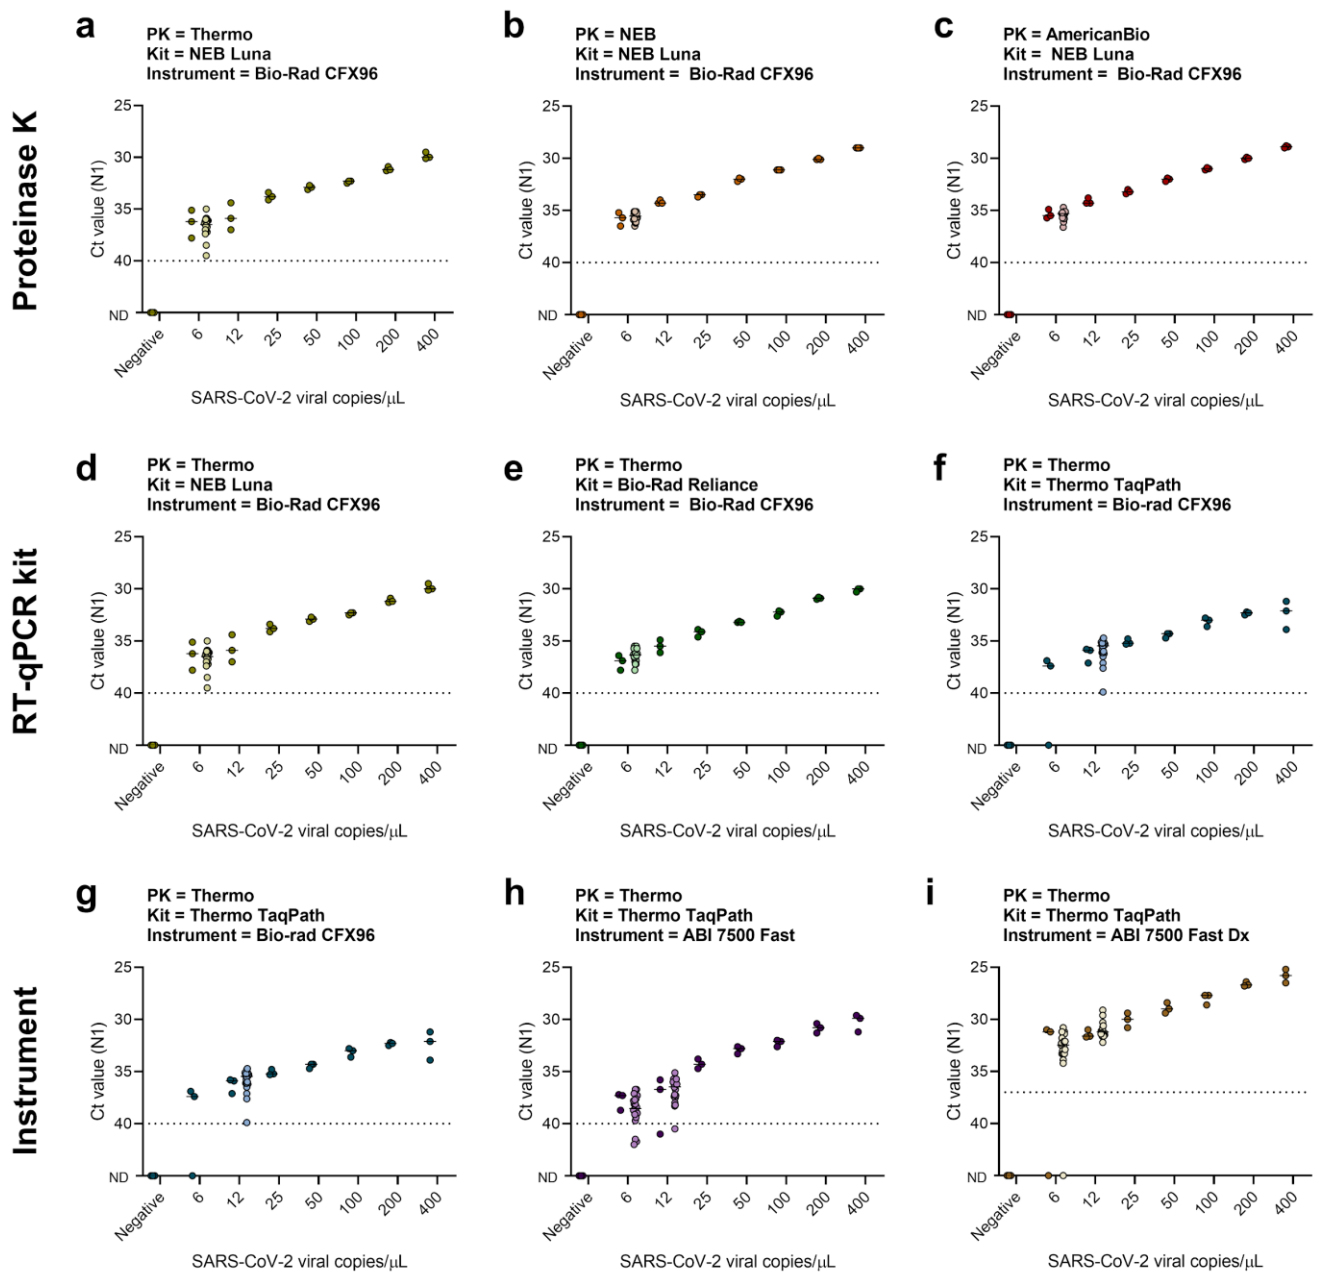 a
PK = Thermo
Kit = NEB Luna
Instrument = Bio-Rad CFX96
b
PK = NEB
Kit = NEB Luna
Instrument = Bio-Rad CFX96
c
PK = AmericanBio
Kit = NEB Luna
Instrument = Bio-Rad CFX96
Proteinase K
Ct value (N1)
25
30
35
40
ND
Negative 6 12 25 50 100 200 400
SARS-CoV-2 viral copies/μL
Ct value (N1)
25
30
35
40
ND
Negative 6 12 25 50 100 200 400
SARS-CoV-2 viral copies/μL
Ct value (N1)
25
30
35
40
ND
Negative 6 12 25 50 100 200 400
SARS-CoV-2 viral copies/μL
d
PK = Thermo
Kit = NEB Luna
Instrument = Bio-Rad CFX96
e
PK = Thermo
Kit = Bio-Rad Reliance
Instrument = Bio-Rad CFX96
f
PK = Thermo
Kit = Thermo TaqPath
Instrument = Bio-rad CFX96
RT-qPCR kit
Ct value (N1)
25
30
35
40
ND
Negative 6 12 25 50 100 200 400
SARS-CoV-2 viral copies/μL
Ct value (N1)
25
30
35
40
ND
Negative 6 12 25 50 100 200 400
SARS-CoV-2 viral copies/μL
Ct value (N1)
25
30
35
40
ND
Negative 6 12 25 50 100 200 400
SARS-CoV-2 viral copies/μL
g
PK = Thermo
Kit = Thermo TaqPath
Instrument = Bio-rad CFX96
h
PK = Thermo
Kit = Thermo TaqPath
Instrument = ABI 7500 Fast
i
PK = Thermo
Kit = Thermo TaqPath
Instrument = ABI 7500 Fast Dx
Instrument
Ct value (N1)
25
30
35
40
ND
Negative 6 12 25 50 100 200 400
SARS-CoV-2 viral copies/μL
Ct value (N1)
25
30
35
40
ND
Negative 6 12 25 50 100 200 400
SARS-CoV-2 viral copies/μL
Ct value (N1)
25
30
35
40
ND
Negative 6 12 25 50 100 200 400
SARS-CoV-2 viral copies/μL